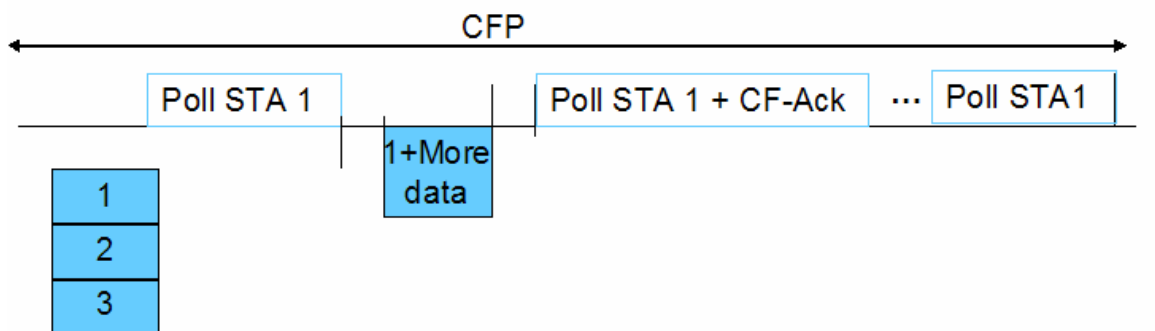 CFP
Poll STA 1
Poll STA 1 + CF-Ack
...
Poll STA1
1+More
data
1
2
3